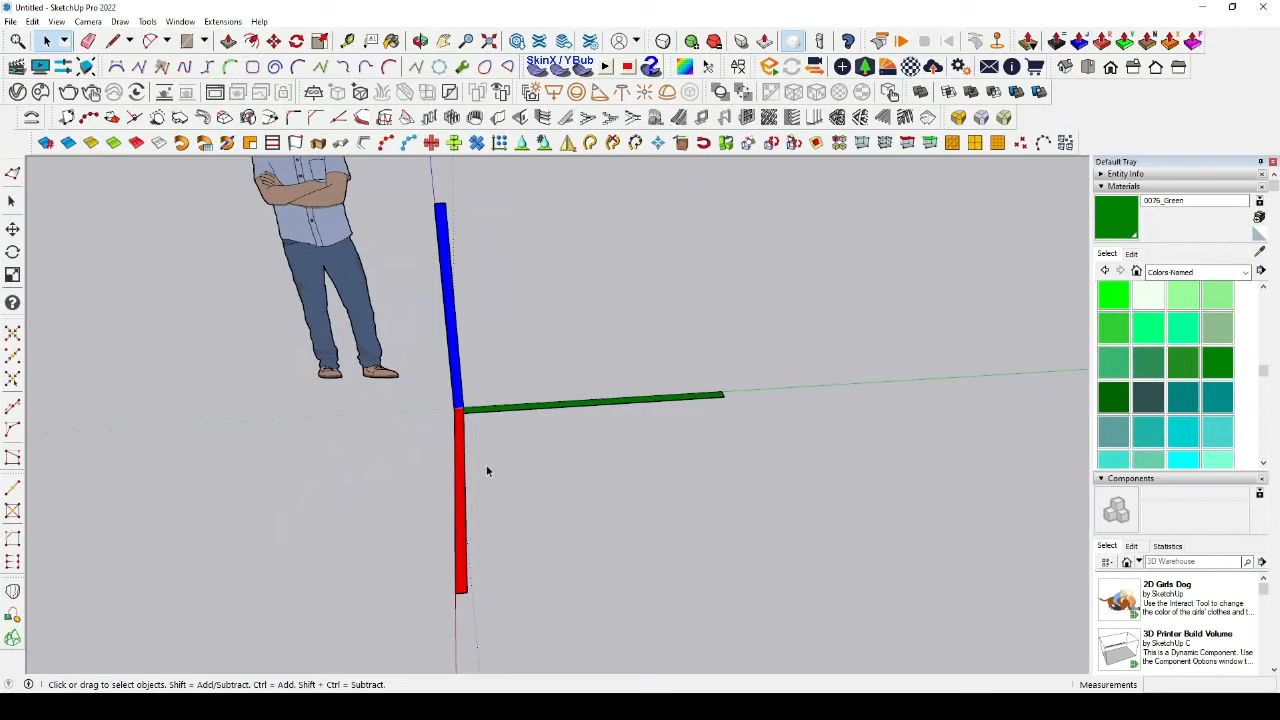 Untitled - SketchUp Pro 2022
File Edit View Camera Draw Tools Window Extensions Help
SkinX / YBub
Default Tray
Entity Info
Materials
0076_Green
Select Edit
Colors-Named
Components
Select Edit Statistics
3D Warehouse
2D Girls Dog
by SketchUp
Use the Interact Tool to change
the color of the girls' clothes and t...
3D Printer Build Volume
by SketchUp C
This is a Dynamic Component. Use
the Component Options window t...
Click or drag to select objects. Shift = Add/Subtract. Ctrl = Add. Shift + Ctrl = Subtract.
Measurements